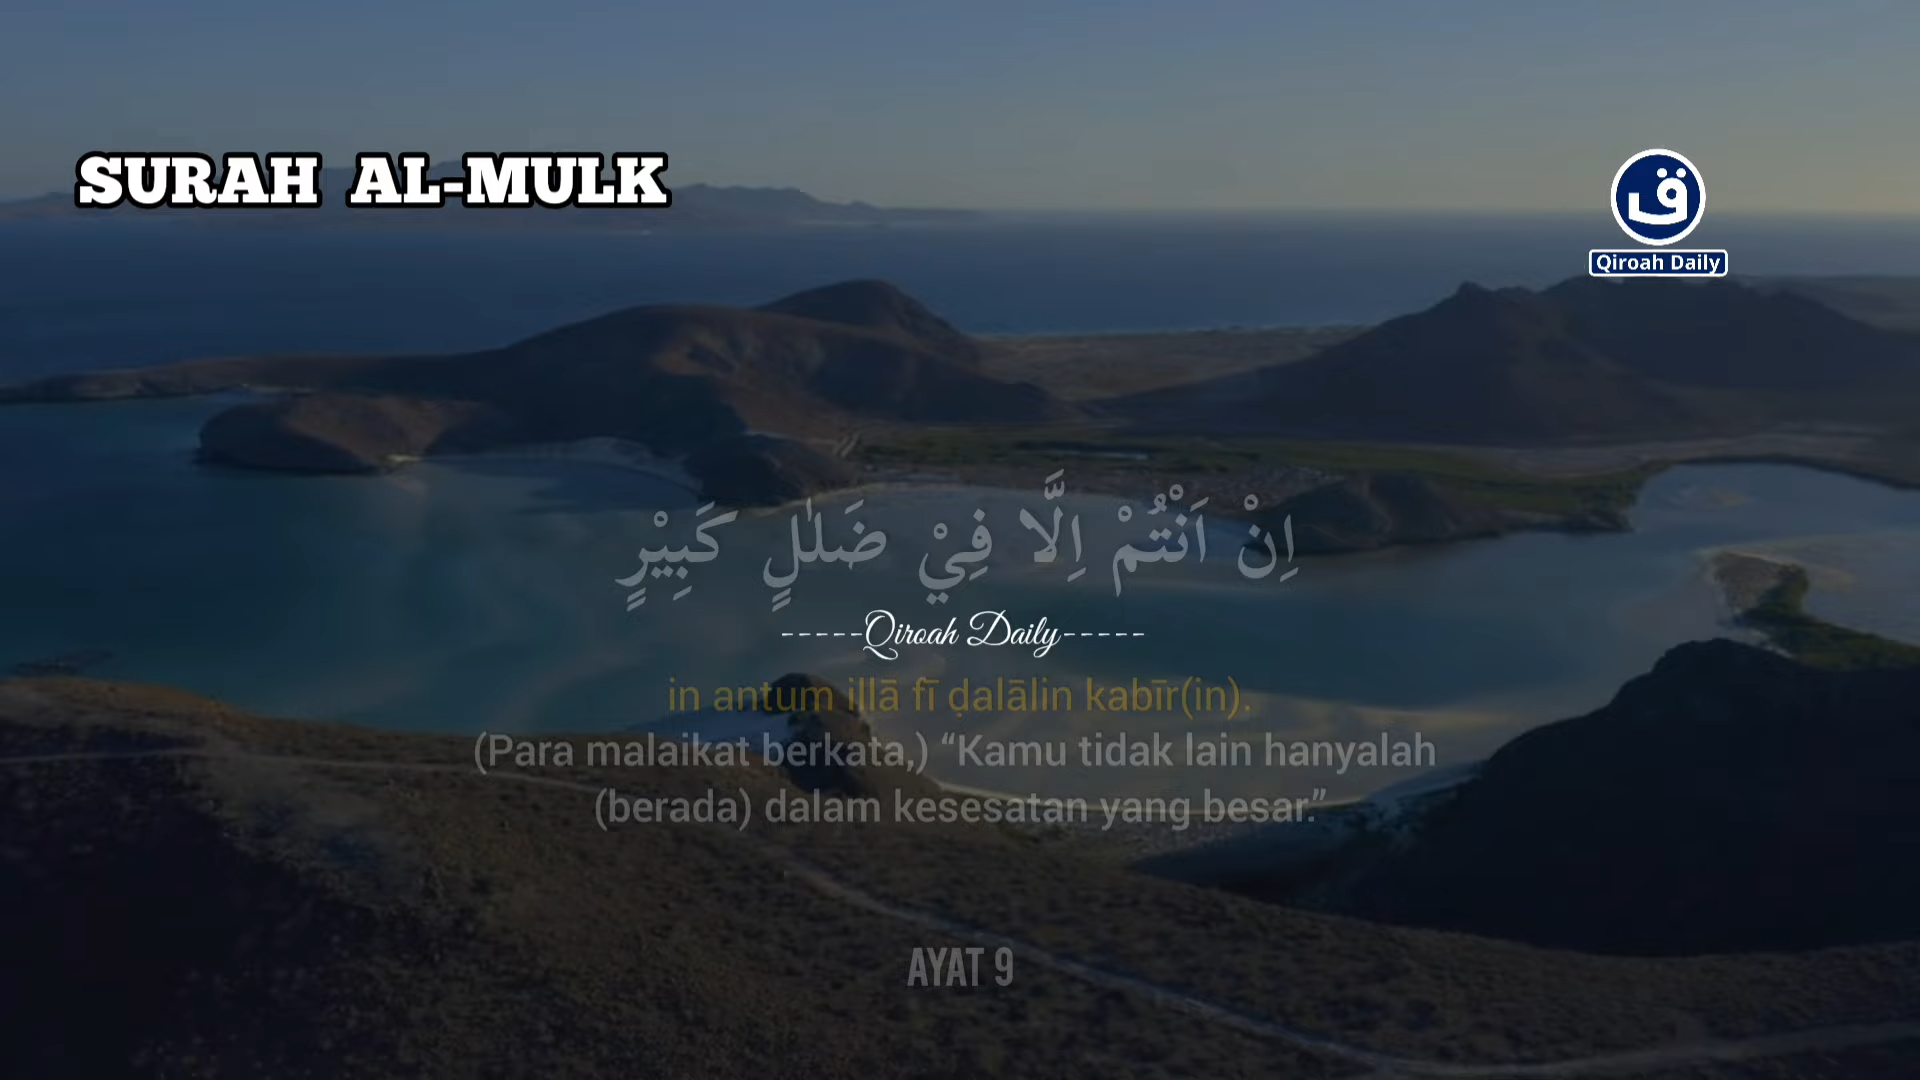 SURAH AL-MULK
ق
Qiroah Daily
اِنْ اَنْتُمْ اِلَّا فِيْ ضَلٰلٍ كَبِيْرٍ
-----Qiroah Daily-----
in antum illā fī ḍalālin kabīr(in).
(Para malaikat berkata,) “Kamu tidak lain hanyalah
(berada) dalam kesesatan yang besar.”
AYAT 9